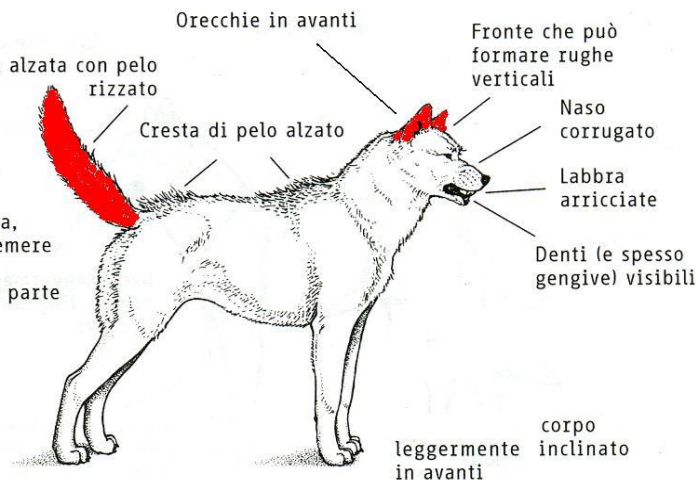 Orecchie in avanti
Fronte che può
formare rughe
verticali
alzata con pelo
rizzato
Cresta di pelo alzato
Naso
corrugato
Labbra
arricciate
Denti (e spesso
gengive) visibili
parte
corpo
leggermente inclinato
in avanti